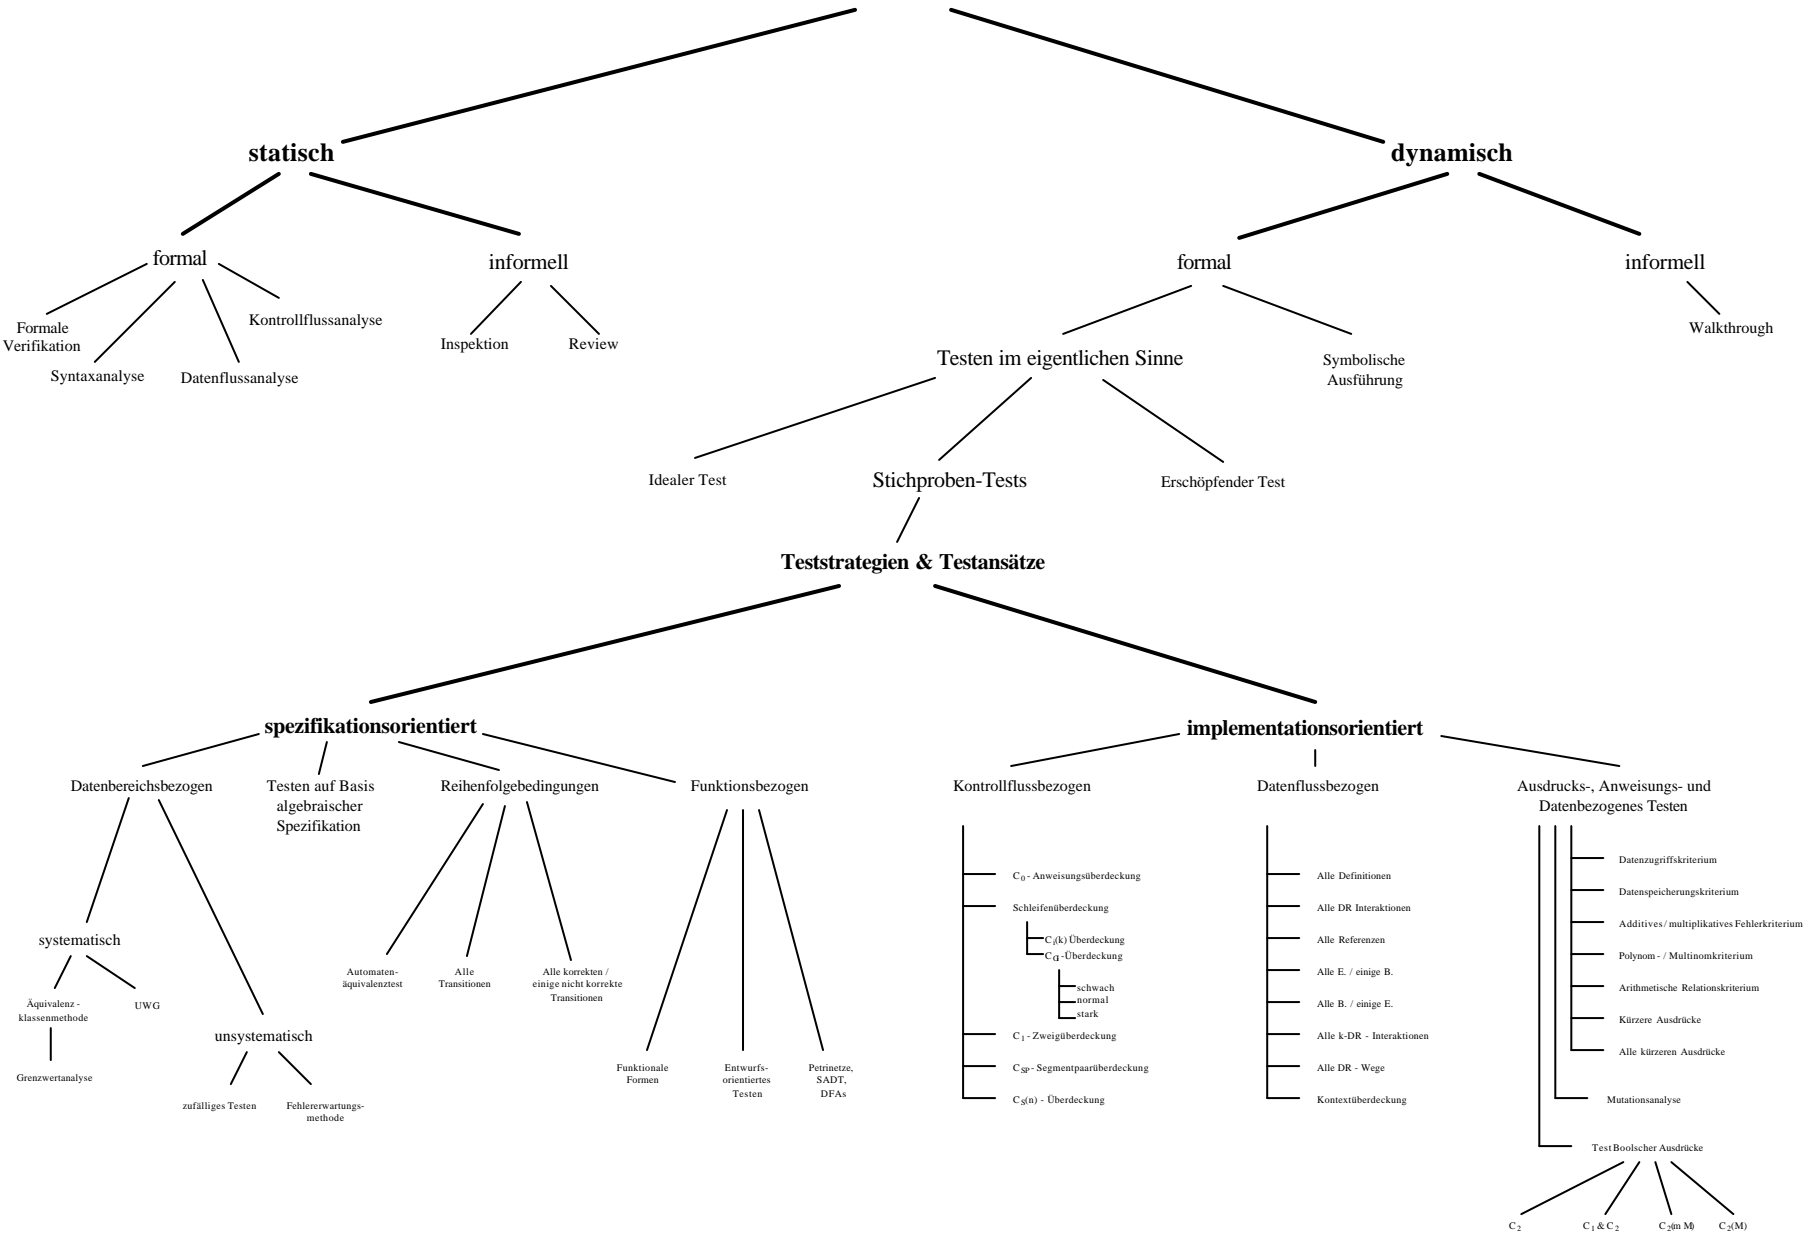 statisch
dynamisch
formal
informell
formal
informell
Formale
Verifikation
Syntaxanalyse
Datenflussanalyse
Kontrollflussanalyse
Inspektion
Review
Testen im eigentlichen Sinne
Symbolische
Ausführung
Walkthrough
Idealer Test
Stichproben-Tests
Erschöpfender Test
Teststrategien & Testansätze
spezifikationsorientiert
implementationsorientiert
Datenbereichsbezogen
Testen auf Basis
algebraischer
Spezifikation
Reihenfolgebedingungen
Funktionsbezogen
systematisch
Äquivalenz -
klassenmethode
UWG
Grenzwertanalyse
unsystematisch
zufälliges Testen
Fehlererwartungs-
methode
Automaten-
äquivalenztest
Alle
Transitionen
Alle korrekten /
einige nicht korrekte
Transitionen
Funktionale
Formen
Entwurfs-
orientiertes
Testen
Petrinetze,
SADT,
DFAs
Kontrollflussbezogen
C0 - Anweisungsüberdeckung
Schleifenüberdeckung
Ci(k) Überdeckung
-Überdeckung
schwach
normal
stark
C1 - Zweigüberdeckung
CSP - Segmentpaarüberdeckung
CS(n) - Überdeckung
Datenflussbezogen
Alle Definitionen
Alle DR Interaktionen
Alle Referenzen
Alle E. / einige B.
Alle B. / einige E.
Alle k-DR - Interaktionen
Alle DR - Wege
Kontextüberdeckung
Ausdrucks-, Anweisungs- und
Datenbezogenes Testen
Datenzugriffskriterium
Datenspeicherungskriterium
Additives / multiplikatives Fehlerkriterium
Polynom - / Multinomkriterium
Arithmetische Relationskriterium
Kürzere Ausdrücke
Alle kürzeren Ausdrücke
Mutationsanalyse
Test Boolscher Ausdrücke
C2
C1 & C2
C2(m M)
C2(M)